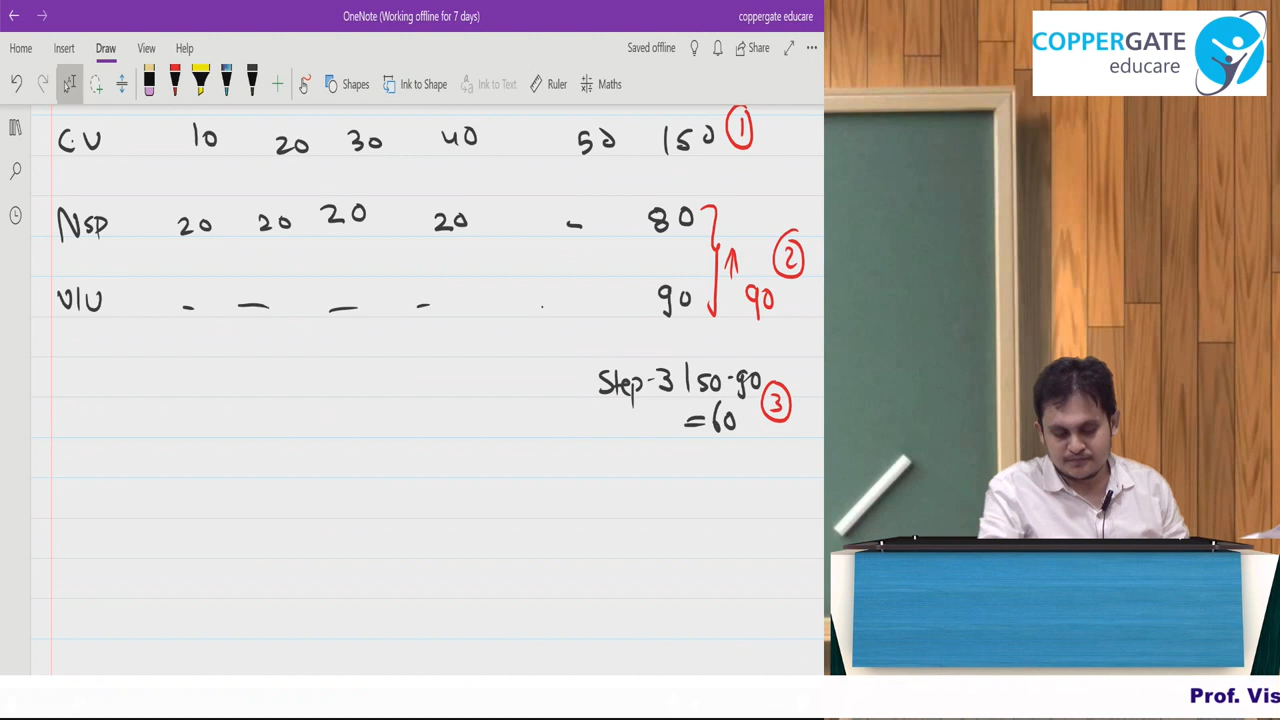 OneNote (Working offline for 7 days)
coppergate educare
Home Insert Draw View Help
Saved offline Share
Shapes Ink to Shape Ink to Text Ruler Maths
COPPERGATE
educare
C.U 10 20 30 40 50 150 ①
NSP 20 20 20 20 - 80
90 ②
VIU - - - - 90
Step-3 150-90
= 60 ③
Prof. Vis